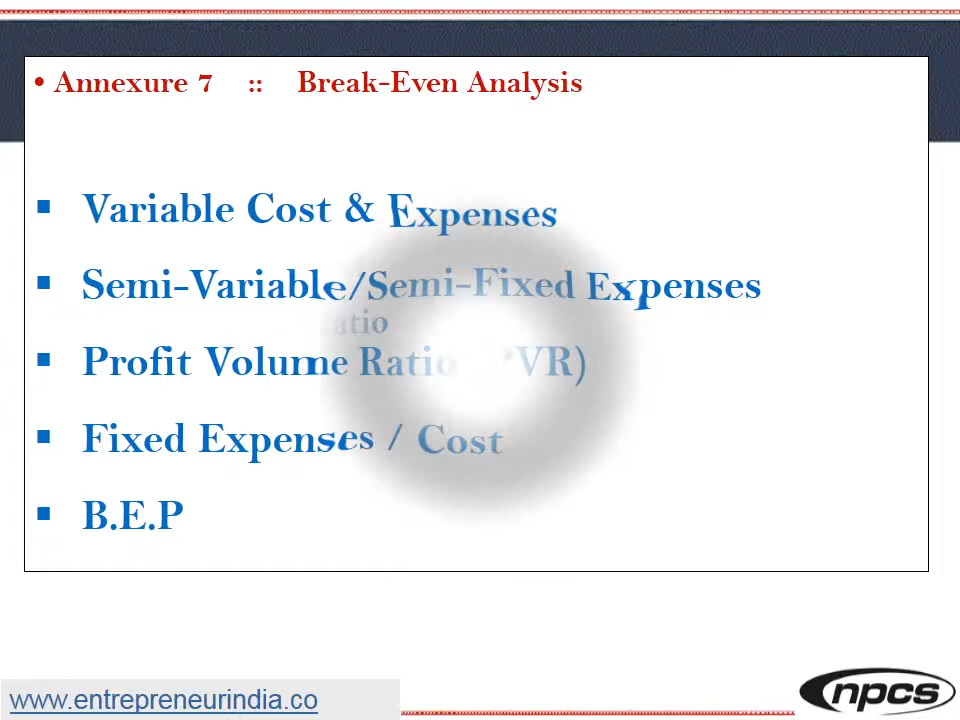 • Annexure 7 :: Break-Even Analysis
▪ Variable Cost & Expenses
▪ Semi-Variable/Semi-Fixed Expenses
▪ Profit Volume Ratio (PVR)
▪ Fixed Expenses / Cost
▪ B.E.P
www.entrepreneurindia.co
npcs